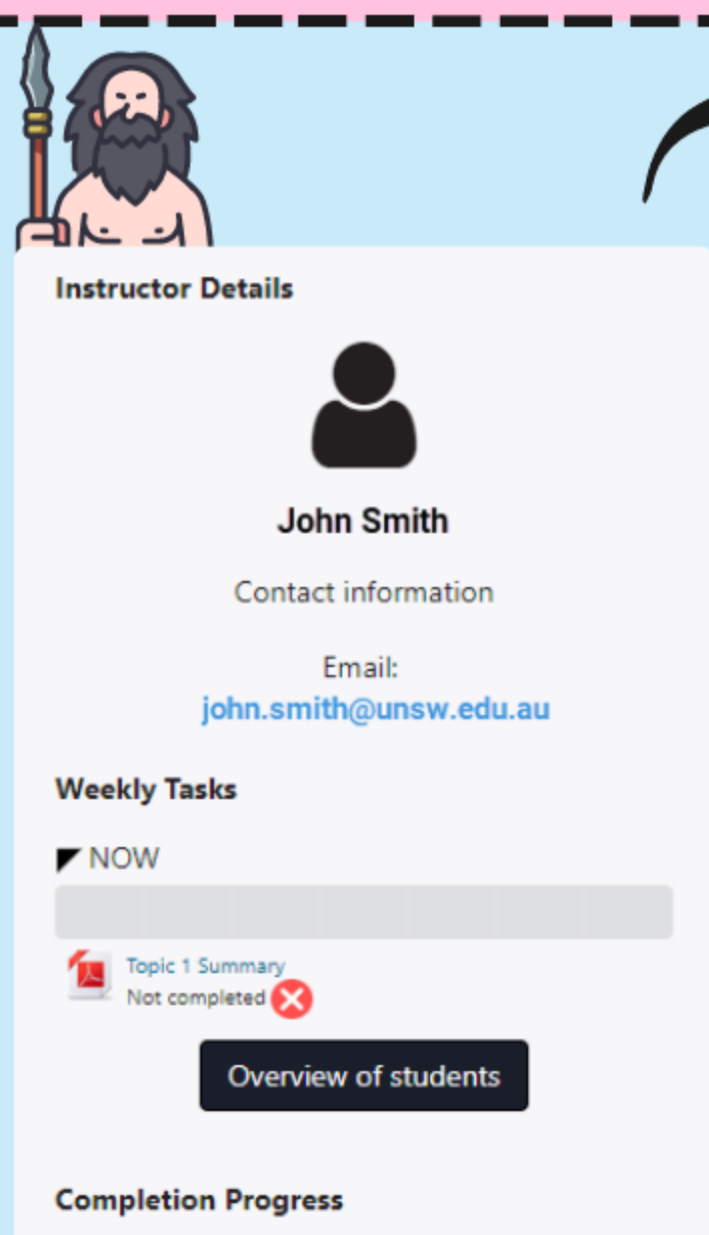 Instructor Details
John Smith
Contact information
Email:
john.smith@unsw.edu.au
Weekly Tasks
NOW
Topic 1 Summary
Not completed
Overview of students
Completion Progress